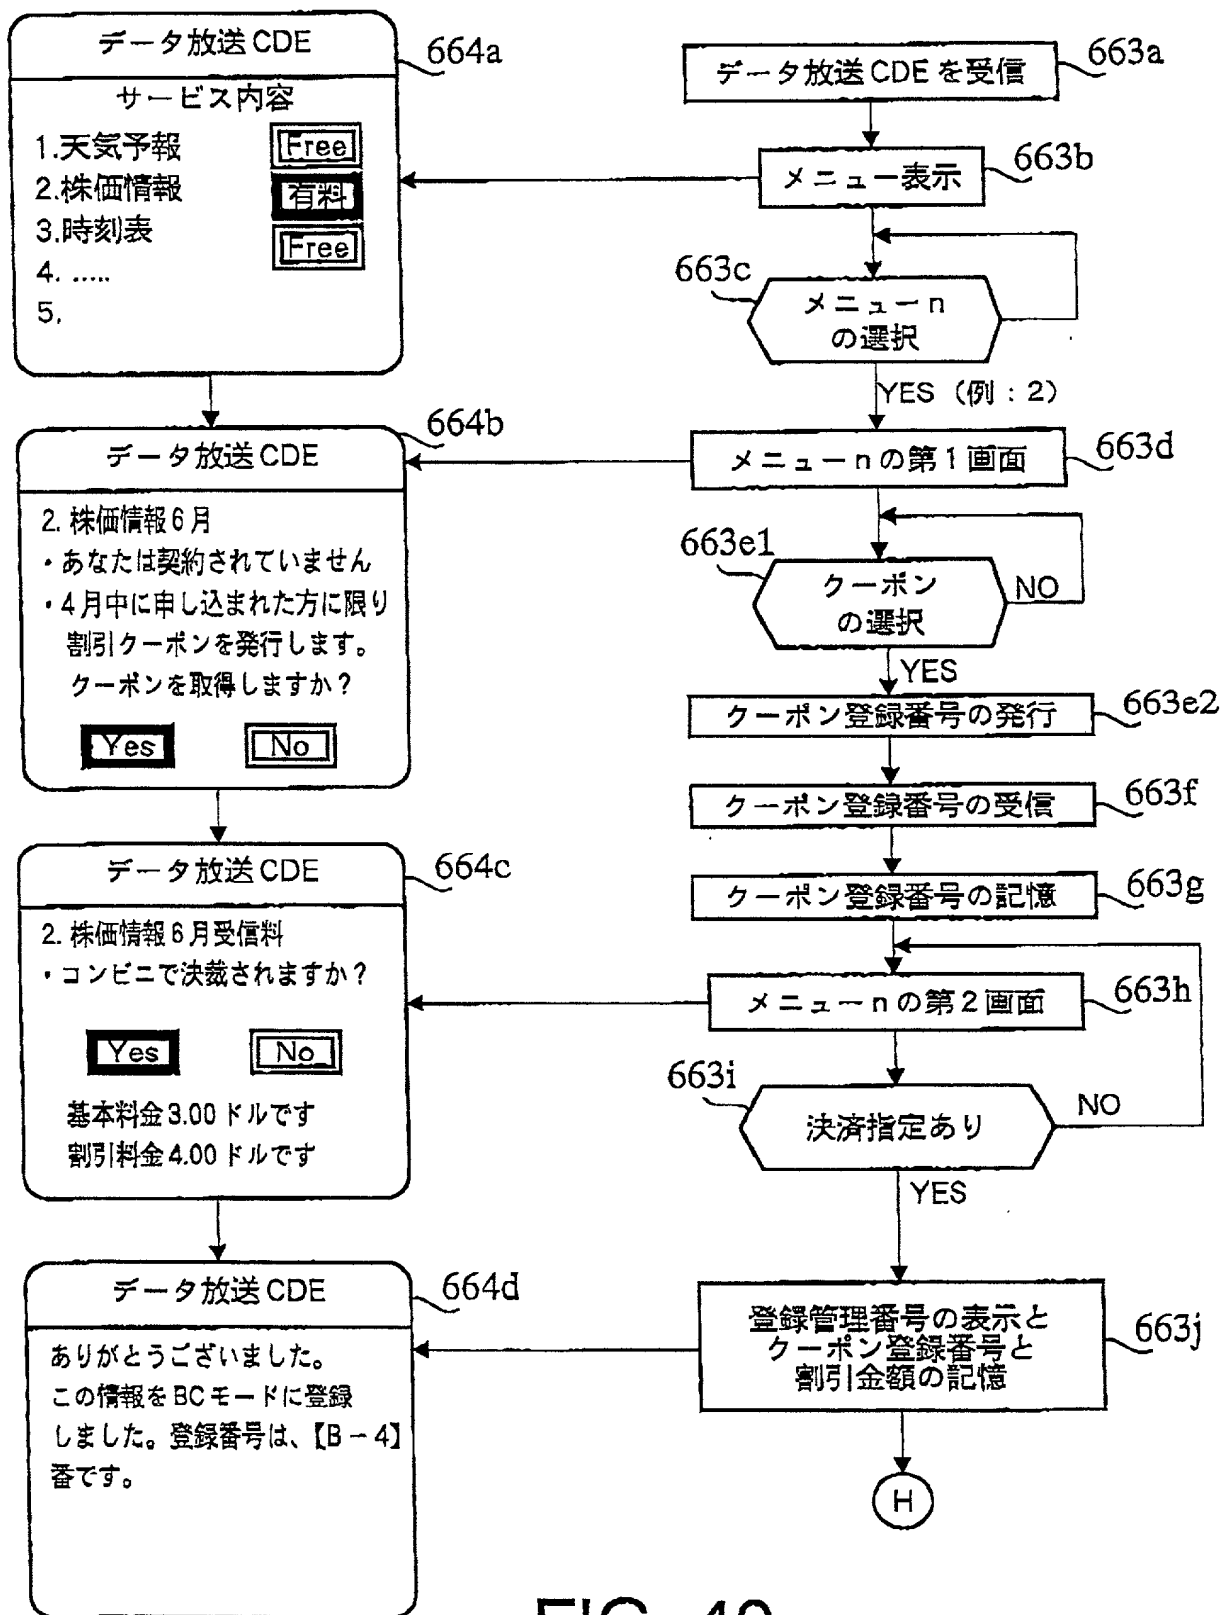 データ放送CDE
664a
サービス内容
1.天気予報 Free
2.株価情報 有料
3.時刻表 Free
4. .....
5.
データ放送CDE
664b
2. 株価情報6月
・あなたは契約されていません
・4月中に申し込まれた方に限り
割引クーポンを発行します。
クーポンを取得しますか？
Yes No
データ放送CDE
664c
2. 株価情報6月受信料
・コンビニで決裁されますか？
Yes No
基本料金3.00ドルです
割引料金4.00ドルです
データ放送CDE
664d
ありがとうございました。
この情報をBCモードに登録
しました。登録番号は、【B－4】
番です。
データ放送CDEを受信
663a
メニュー表示
663b
663c
メニューn
の選択
YES（例：2）
メニューnの第1画面
663d
663e1
クーポン
の選択
NO
YES
クーポン登録番号の発行
663e2
クーポン登録番号の受信
663f
クーポン登録番号の記憶
663g
メニューnの第2画面
663h
663i
決済指定あり
NO
YES
登録管理番号の表示と
クーポン登録番号と
割引金額の記憶
663j
H